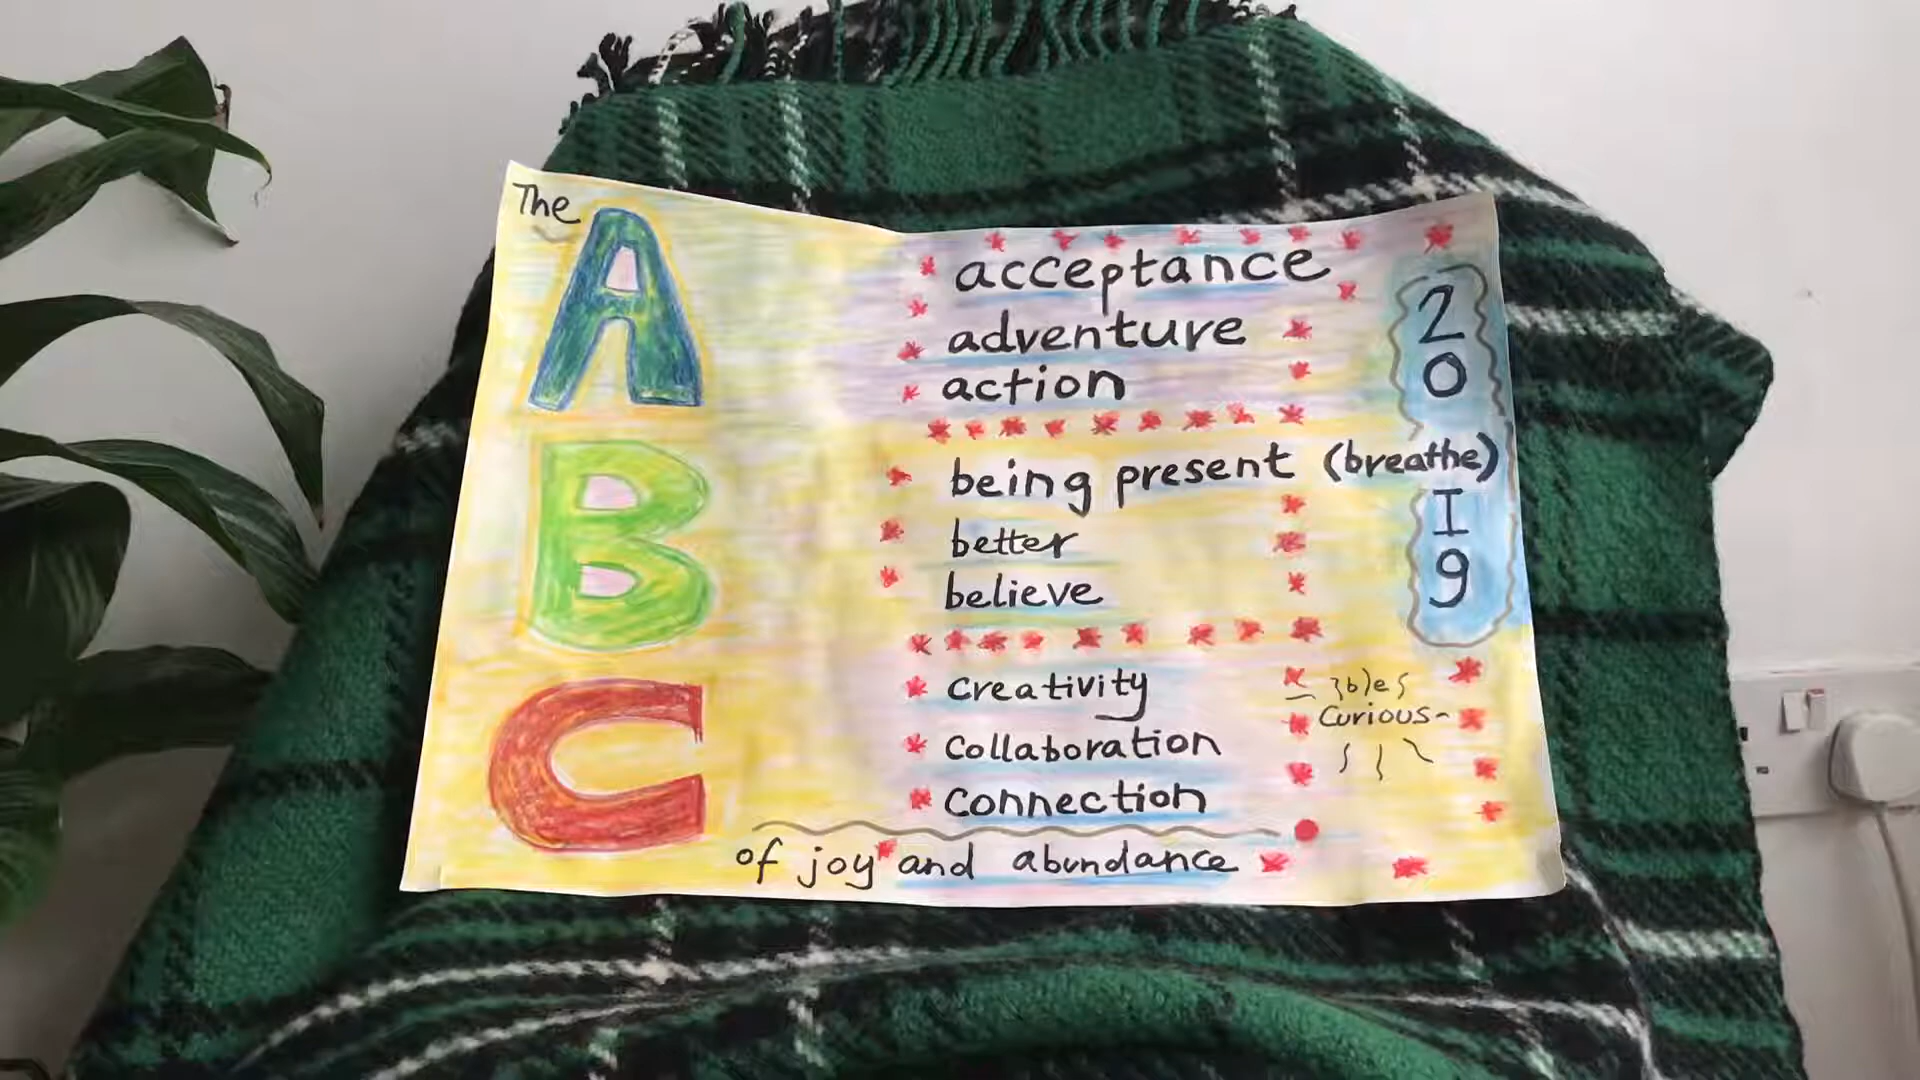 The
A
acceptance
adventure
action
B
being present (breathe)
better
believe
C
creativity
collaboration
connection
curious
of joy and abundance
2
0
1
9